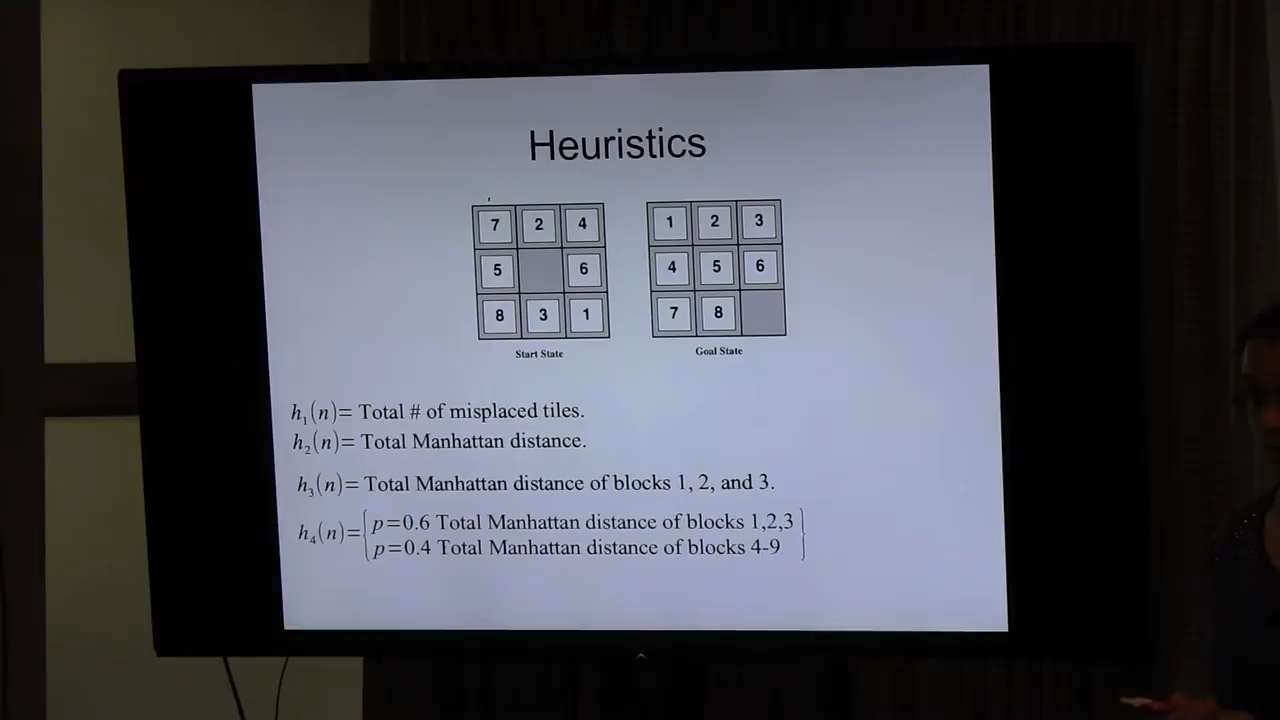 Heuristics
7 2 4
5 6
8 3 1
Start State
1 2 3
4 5 6
7 8
Goal State
h₁(n)= Total # of misplaced tiles.
h₂(n)= Total Manhattan distance.
h₃(n)= Total Manhattan distance of blocks 1, 2, and 3.
h₄(n)={p=0.6 Total Manhattan distance of blocks 1,2,3
p=0.4 Total Manhattan distance of blocks 4-9}